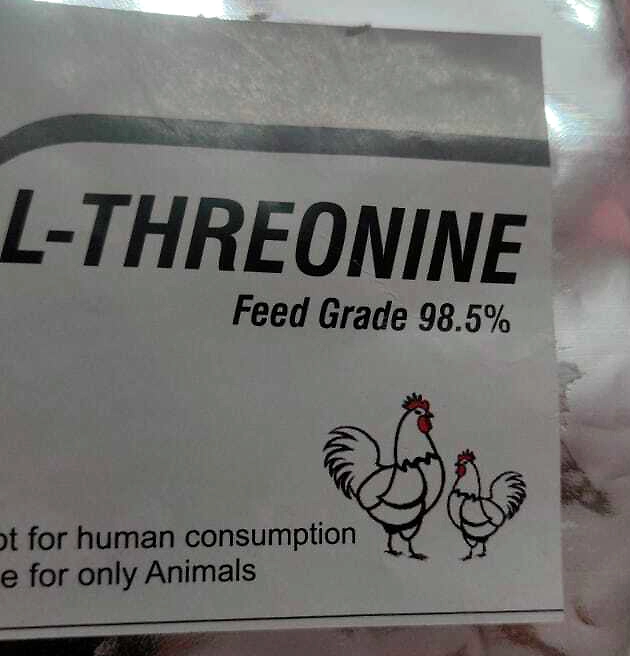 L-THREONINE
Feed Grade 98.5%
ot for human consumption
e for only Animals